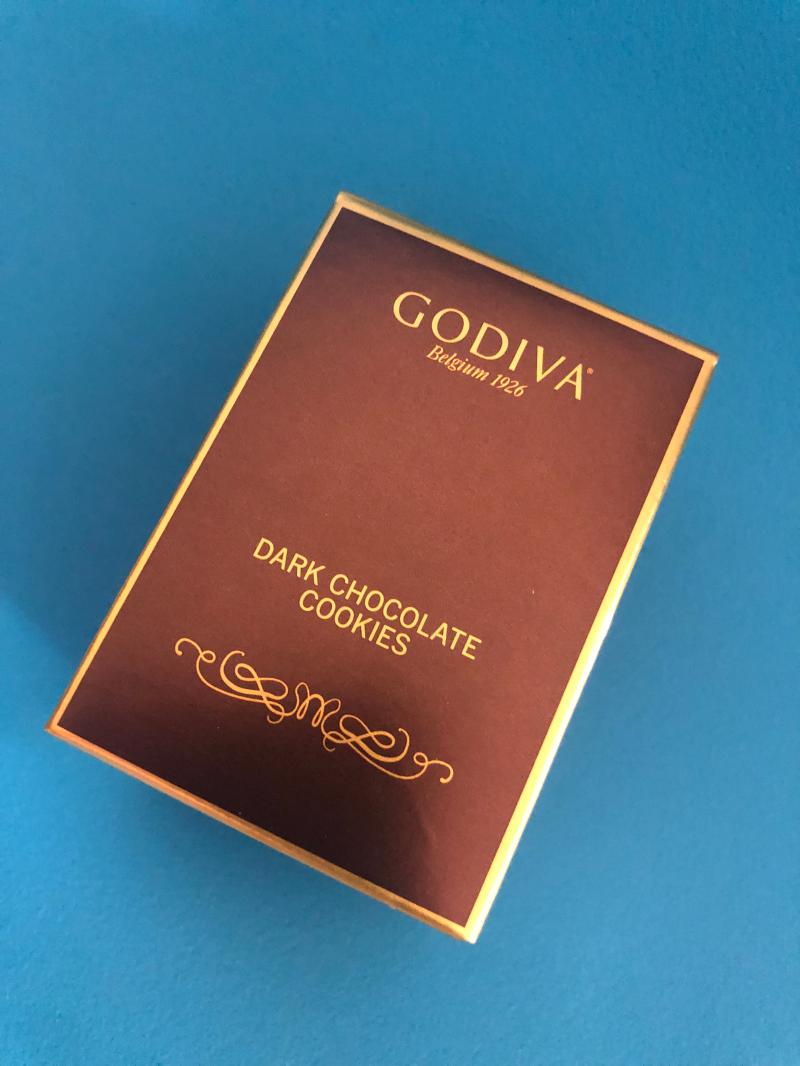 GODIVA®
Belgium 1926
DARK CHOCOLATE
COOKIES